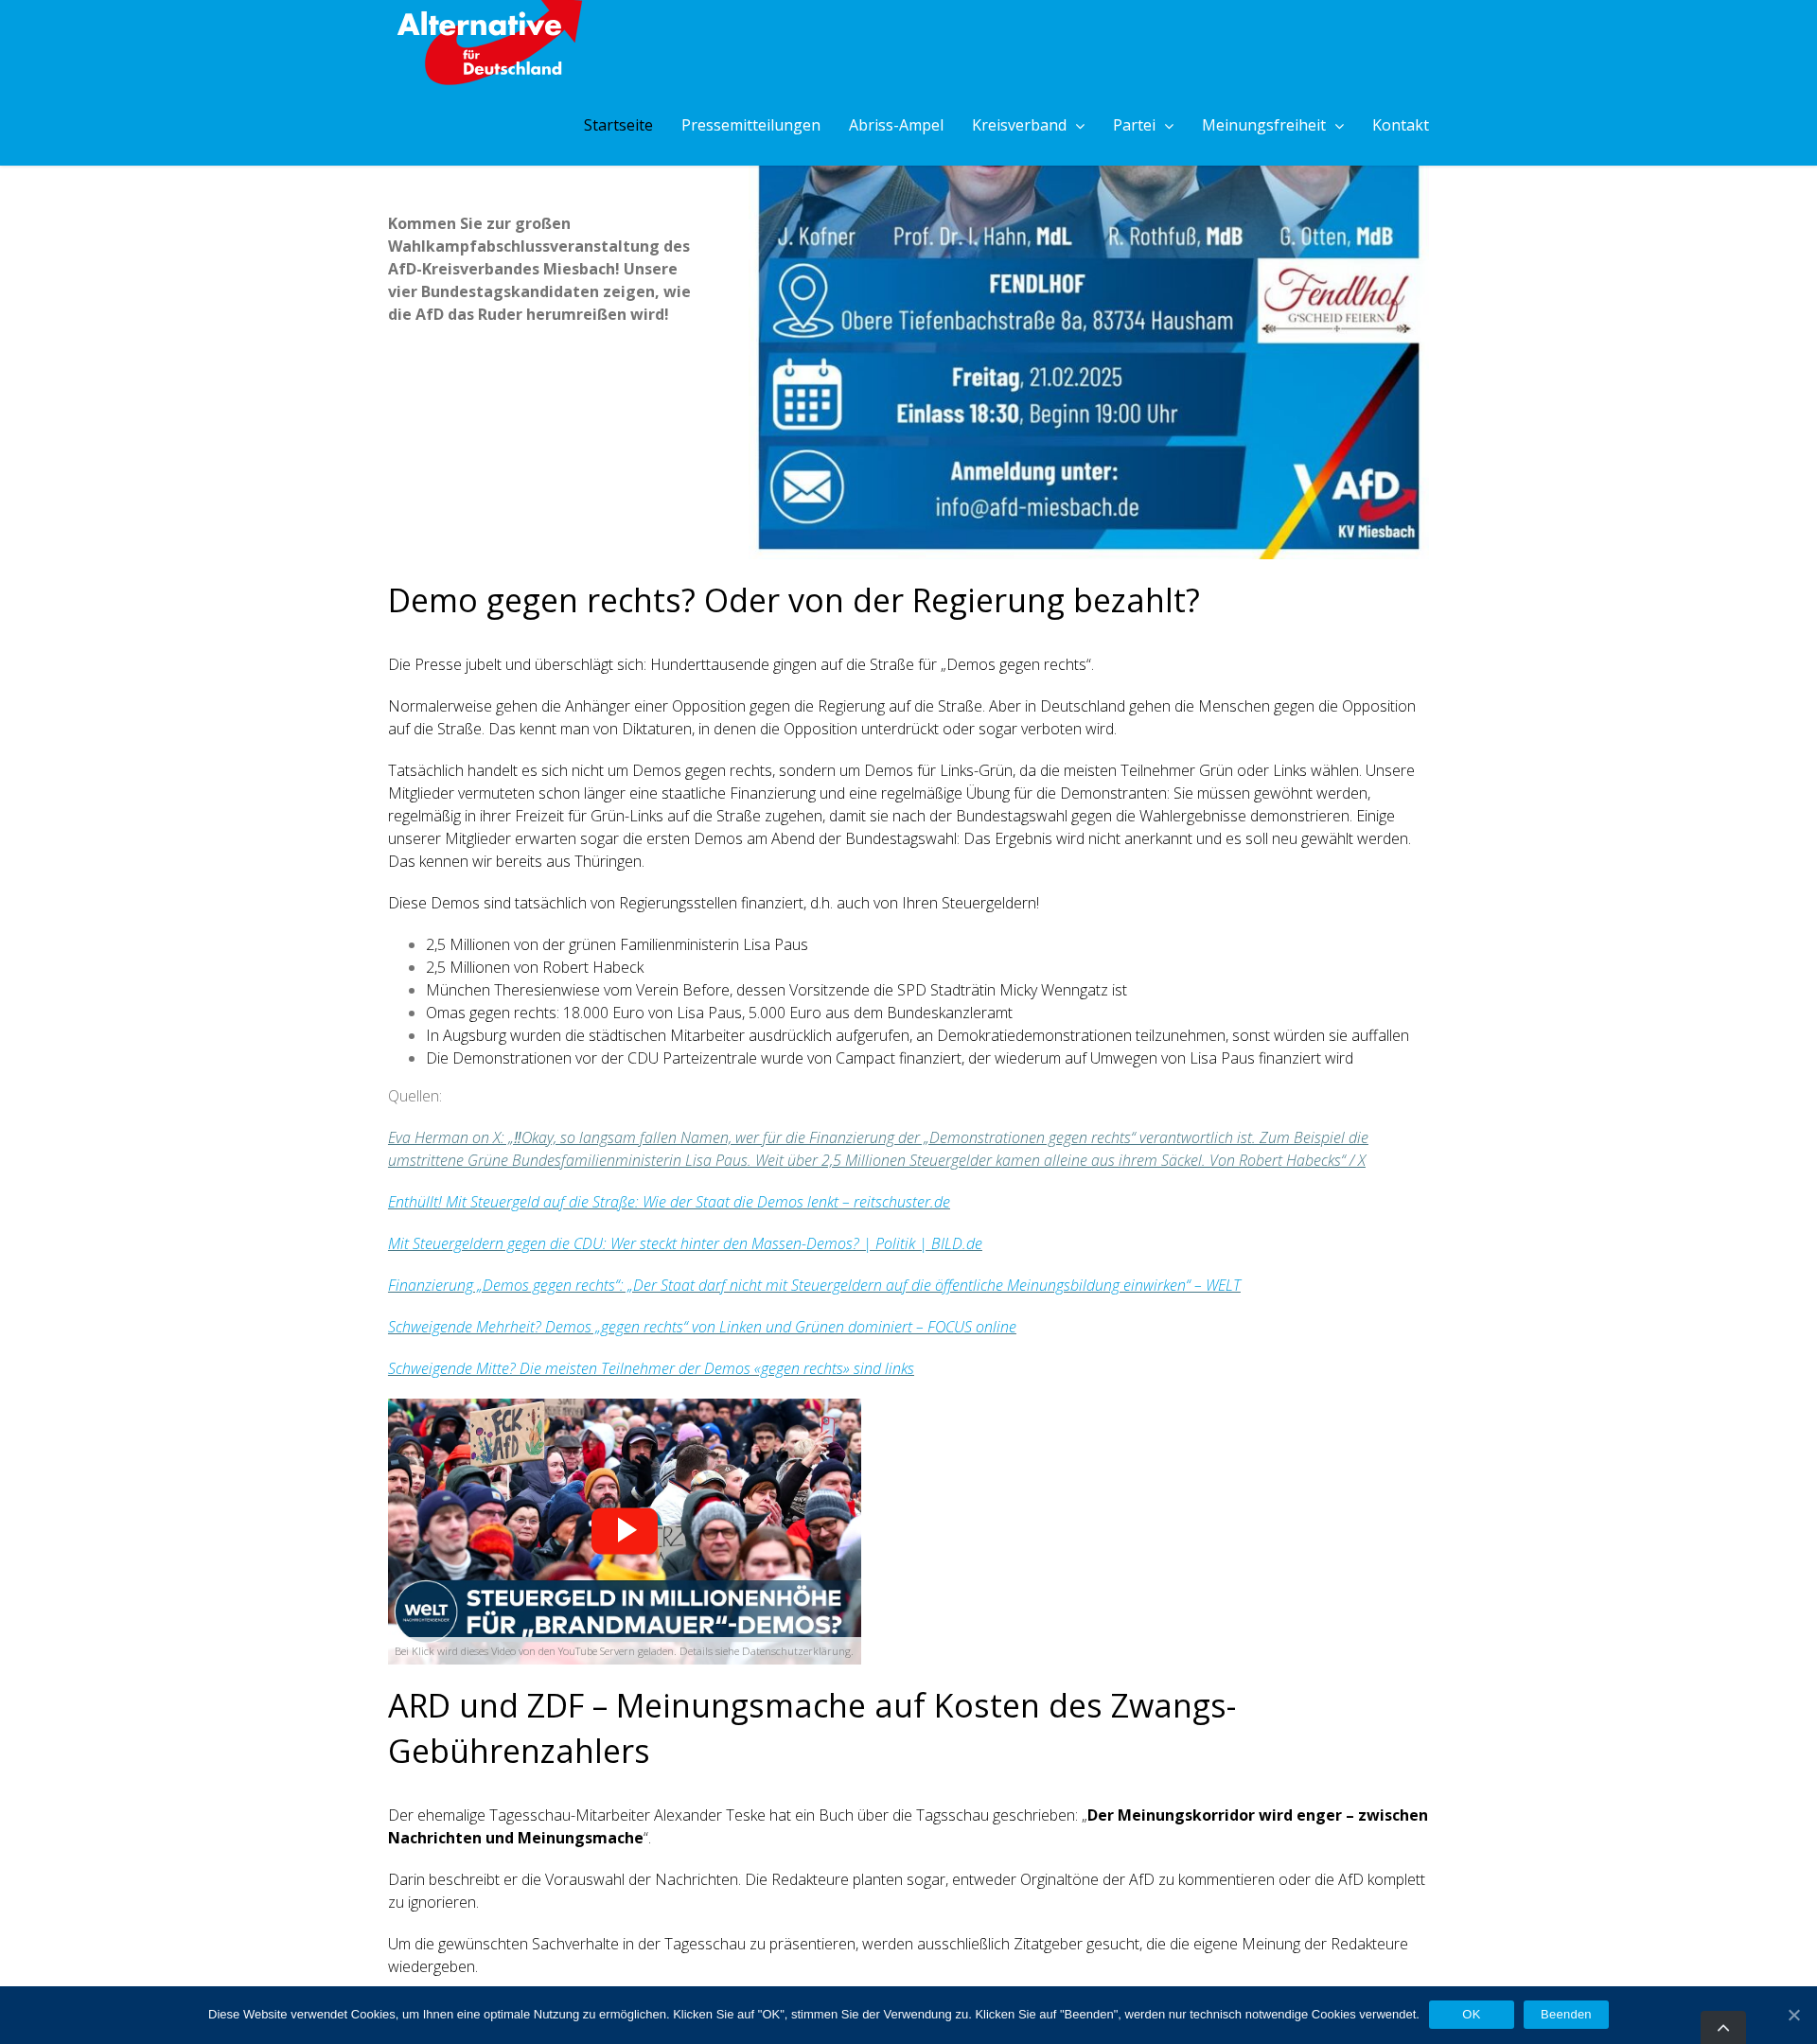 Alternative
für
Deutschland
Startseite
Pressemitteilungen
Abriss-Ampel
Kreisverband
Partei
Meinungsfreiheit
Kontakt
Kommen Sie zur großen
Wahlkampfabschlussveranstaltung des
AfD-Kreisverbandes Miesbach! Unsere
vier Bundestagskandidaten zeigen, wie
die AfD das Ruder herumreißen wird!
J. Kofner Prof. Dr. I. Hahn, MdL R. Rothfuß, MdB G. Otten, MdB
FENDLHOF
Obere Tiefenbachstraße 8a, 83734 Hausham
Fendlhof
G'SCHEID FEIERN
Freitag, 21.02.2025
Einlass 18:30, Beginn 19:00 Uhr
Anmeldung unter:
info@afd-miesbach.de
AfD
KV Miesbach
Demo gegen rechts? Oder von der Regierung bezahlt?
Die Presse jubelt und überschlägt sich: Hunderttausende gingen auf die Straße für „Demos gegen rechts“.
Normalerweise gehen die Anhänger einer Opposition gegen die Regierung auf die Straße. Aber in Deutschland gehen die Menschen gegen die Opposition
auf die Straße. Das kennt man von Diktaturen, in denen die Opposition unterdrückt oder sogar verboten wird.
Tatsächlich handelt es sich nicht um Demos gegen rechts, sondern um Demos für Links-Grün, da die meisten Teilnehmer Grün oder Links wählen. Unsere
Mitglieder vermuteten schon länger eine staatliche Finanzierung und eine regelmäßige Übung für die Demonstranten: Sie müssen gewöhnt werden,
regelmäßig in ihrer Freizeit für Grün-Links auf die Straße zugehen, damit sie nach der Bundestagswahl gegen die Wahlergebnisse demonstrieren. Einige
unserer Mitglieder erwarten sogar die ersten Demos am Abend der Bundestagswahl: Das Ergebnis wird nicht anerkannt und es soll neu gewählt werden.
Das kennen wir bereits aus Thüringen.
Diese Demos sind tatsächlich von Regierungsstellen finanziert, d.h. auch von Ihren Steuergeldern!
• 2,5 Millionen von der grünen Familienministerin Lisa Paus
• 2,5 Millionen von Robert Habeck
• München Theresienwiese vom Verein Before, dessen Vorsitzende die SPD Stadträtin Micky Wenngatz ist
• Omas gegen rechts: 18.000 Euro von Lisa Paus, 5.000 Euro aus dem Bundeskanzleramt
• In Augsburg wurden die städtischen Mitarbeiter ausdrücklich aufgerufen, an Demokratiedemonstrationen teilzunehmen, sonst würden sie auffallen
• Die Demonstrationen vor der CDU Parteizentrale wurde von Campact finanziert, der wiederum auf Umwegen von Lisa Paus finanziert wird
Quellen:
Eva Herman on X: „‼Okay, so langsam fallen Namen, wer für die Finanzierung der „Demonstrationen gegen rechts“ verantwortlich ist. Zum Beispiel die
umstrittene Grüne Bundesfamilienministerin Lisa Paus. Weit über 2,5 Millionen Steuergelder kamen alleine aus ihrem Säckel. Von Robert Habecks“ / X
Enthüllt! Mit Steuergeld auf die Straße: Wie der Staat die Demos lenkt – reitschuster.de
Mit Steuergeldern gegen die CDU: Wer steckt hinter den Massen-Demos? | Politik | BILD.de
Finanzierung „Demos gegen rechts“: „Der Staat darf nicht mit Steuergeldern auf die öffentliche Meinungsbildung einwirken“ – WELT
Schweigende Mehrheit? Demos „gegen rechts“ von Linken und Grünen dominiert – FOCUS online
Schweigende Mitte? Die meisten Teilnehmer der Demos «gegen rechts» sind links
FCK
AfD
welt
NACHRICHTENSENDER
STEUERGELD IN MILLIONENHÖHE
FÜR „BRANDMAUER“-DEMOS?
Bei Klick wird dieses Video von den YouTube Servern geladen. Details siehe Datenschutzerklärung.
ARD und ZDF – Meinungsmache auf Kosten des Zwangs-
Gebührenzahlers
Der ehemalige Tagesschau-Mitarbeiter Alexander Teske hat ein Buch über die Tagsschau geschrieben: „Der Meinungskorridor wird enger – zwischen
Nachrichten und Meinungsmache“.
Darin beschreibt er die Vorauswahl der Nachrichten. Die Redakteure planten sogar, entweder Orginaltöne der AfD zu kommentieren oder die AfD komplett
zu ignorieren.
Um die gewünschten Sachverhalte in der Tagesschau zu präsentieren, werden ausschließlich Zitatgeber gesucht, die die eigene Meinung der Redakteure
wiedergeben.
Diese Website verwendet Cookies, um Ihnen eine optimale Nutzung zu ermöglichen. Klicken Sie auf "OK", stimmen Sie der Verwendung zu. Klicken Sie auf "Beenden", werden nur technisch notwendige Cookies verwendet.
OK
Beenden